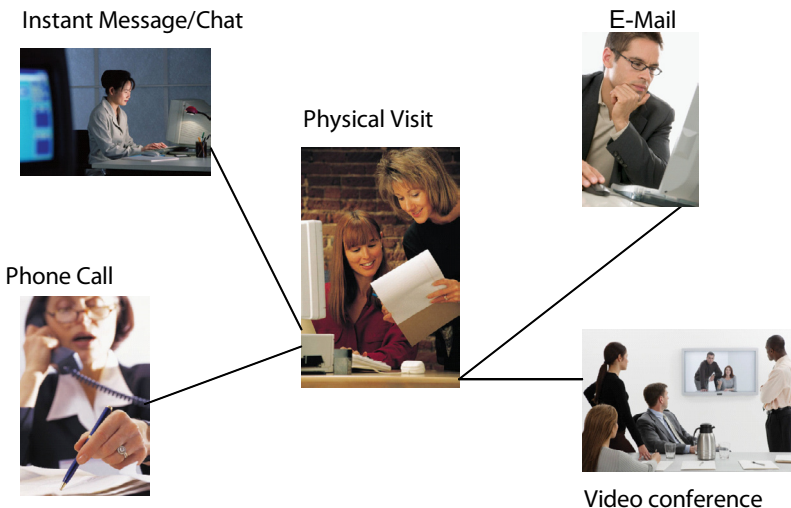 Instant Message/Chat
E-Mail
Physical Visit
Phone Call
Video conference